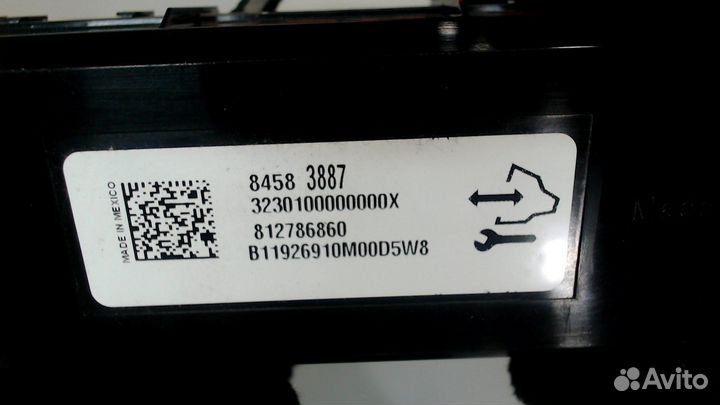 MADE IN MEXICO
8458 3887
3230100000000X
812786860
B11926910M00D5W8
Avito